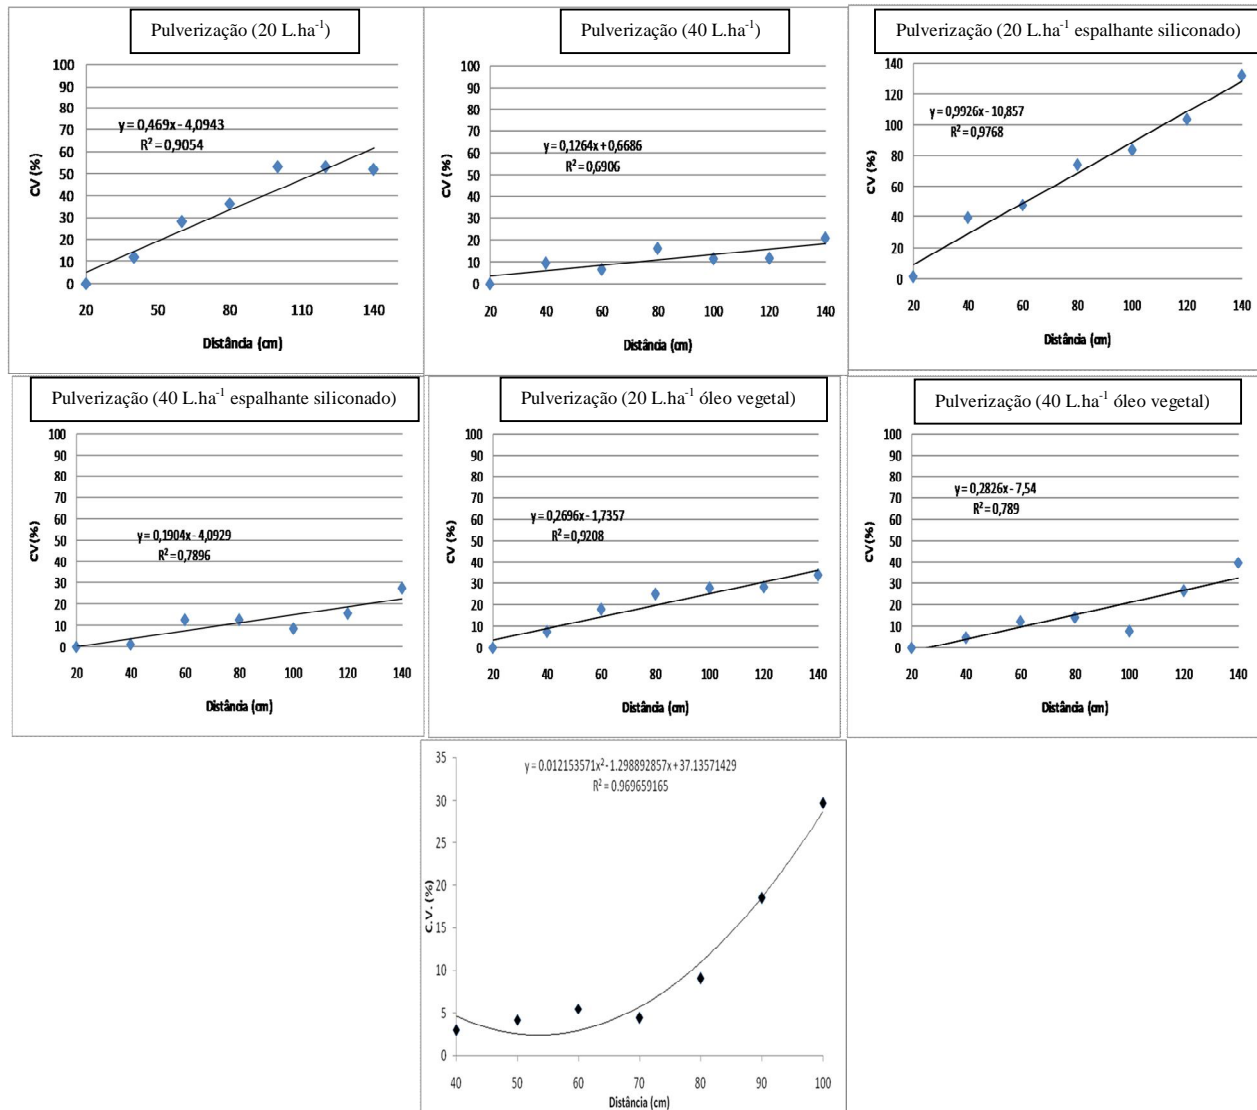 Pulverização (20 L.ha⁻¹)
100
90
80
70
60
50
40
30
20
10
0
CV (%)
y = 0,469x - 4,0943
R² = 0,9054
20 50 80 110 140
Distância (cm)
Pulverização (40 L.ha⁻¹)
100
90
80
70
60
50
40
30
20
10
0
CV (%)
y = 0,1264x + 0,6686
R² = 0,6906
20 40 60 80 100 120 140
Distância (cm)
Pulverização (20 L.ha⁻¹ espalhante siliconado)
140
120
100
80
60
40
20
0
CV (%)
y = 0,9926x - 10,857
R² = 0,9768
20 40 60 80 100 120 140
Distância (cm)
Pulverização (40 L.ha⁻¹ espalhante siliconado)
100
90
80
70
60
50
40
30
20
10
0
CV (%)
y = 0,1904x - 4,0929
R² = 0,7896
20 40 60 80 100 120 140
Distância (cm)
Pulverização (20 L.ha⁻¹ óleo vegetal)
100
90
80
70
60
50
40
30
20
10
0
CV (%)
y = 0,2696x - 1,7357
R² = 0,9208
20 40 60 80 100 120 140
Distância (cm)
Pulverização (40 L.ha⁻¹ óleo vegetal)
100
90
80
70
60
50
40
30
20
10
0
CV (%)
y = 0,2826x - 7,54
R² = 0,789
20 40 60 80 100 120 140
Distância (cm)
35
30
25
20
15
10
5
0
C.V. (%)
y = 0.012153571x² - 1.298892857x + 37.13571429
R² = 0.969659165
40 50 60 70 80 90 100
Distância (cm)